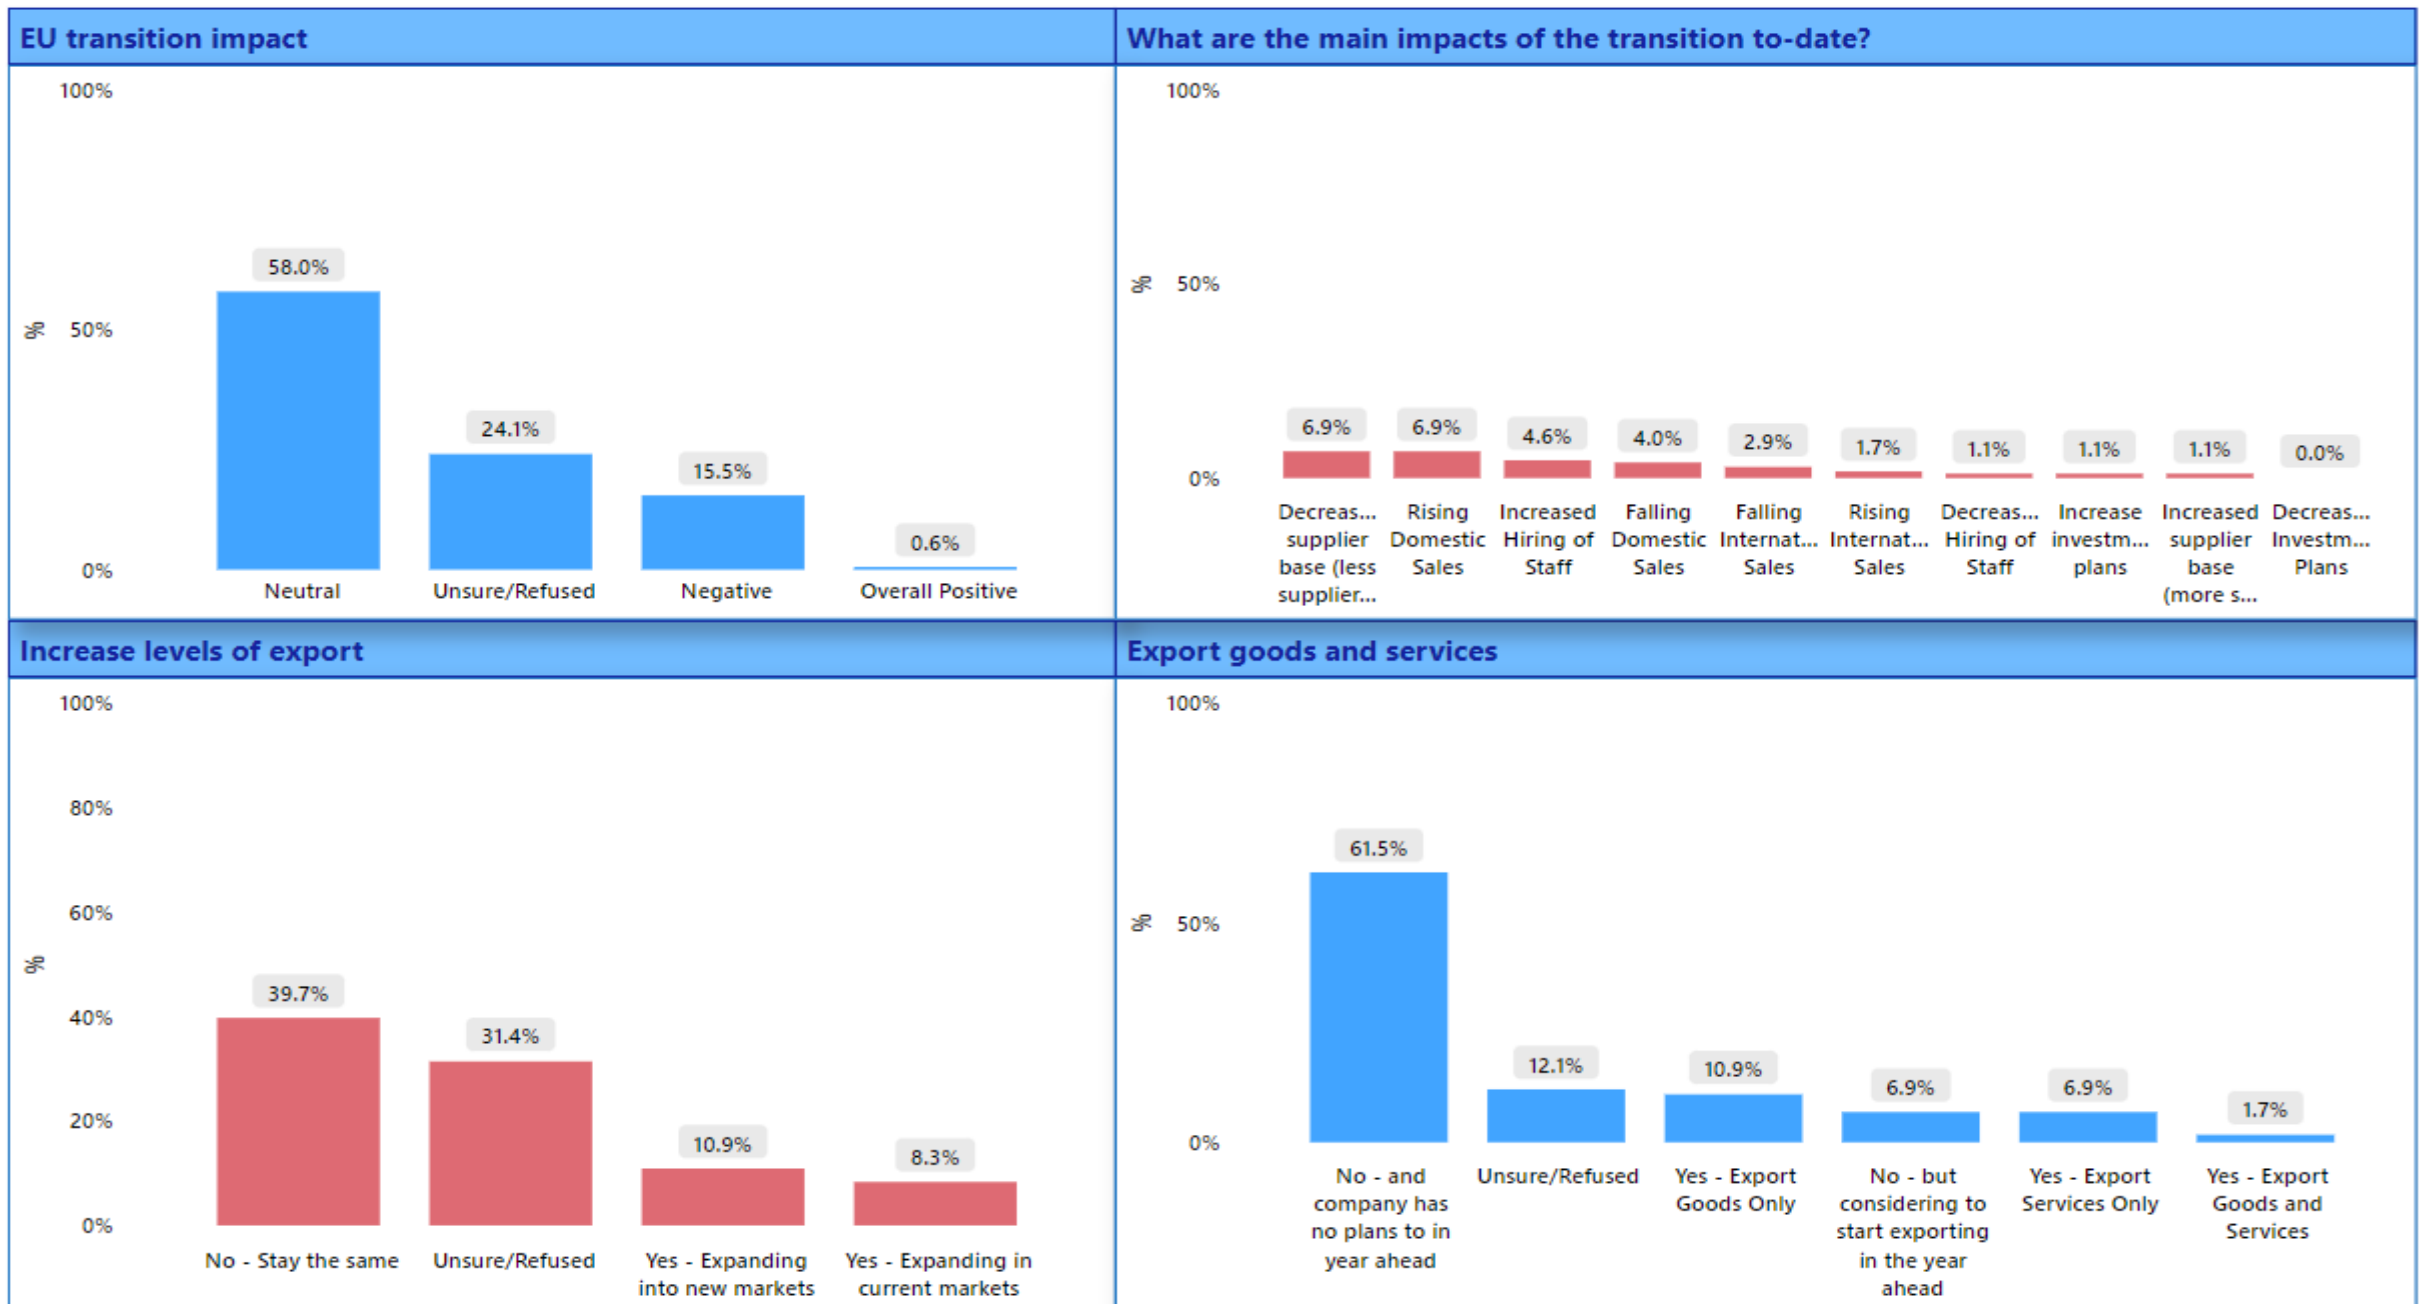 EU transition impact
100%
%
50%
0%
58.0%
24.1%
15.5%
0.6%
Neutral
Unsure/Refused
Negative
Overall Positive
What are the main impacts of the transition to-date?
100%
%
50%
0%
6.9%
6.9%
4.6%
4.0%
2.9%
1.7%
1.1%
1.1%
1.1%
0.0%
Decreas...
supplier
base (less
supplier...
Rising
Domestic
Sales
Increased
Hiring of
Staff
Falling
Domestic
Sales
Falling
Internat...
Sales
Rising
Internat...
Sales
Decreas...
Hiring of
Staff
Increase
investm...
plans
Increased
supplier
base
(more s...
Decreas...
Investm...
Plans
Increase levels of export
100%
80%
60%
%
40%
20%
0%
39.7%
31.4%
10.9%
8.3%
No - Stay the same
Unsure/Refused
Yes - Expanding
into new markets
Yes - Expanding in
current markets
Export goods and services
100%
%
50%
0%
61.5%
12.1%
10.9%
6.9%
6.9%
1.7%
No - and
company has
no plans to in
year ahead
Unsure/Refused
Yes - Export
Goods Only
No - but
considering to
start exporting
in the year
ahead
Yes - Export
Services Only
Yes - Export
Goods and
Services